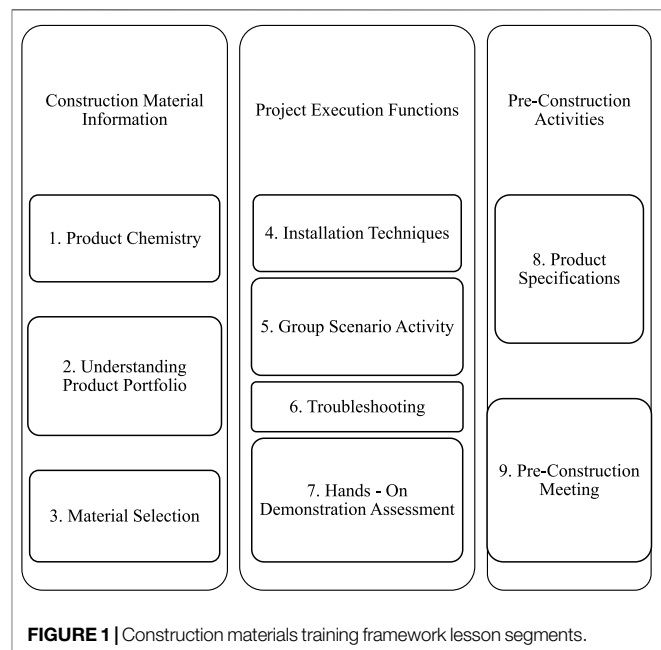 Construction Material
Information
1. Product Chemistry
2. Understanding
Product Portfolio
3. Material Selection
Project Execution Functions
4. Installation Techniques
5. Group Scenario Activity
6. Troubleshooting
7. Hands - On
Demonstration Assessment
Pre-Construction
Activities
8. Product
Specifications
9. Pre-Construction
Meeting
FIGURE 1 | Construction materials training framework lesson segments.